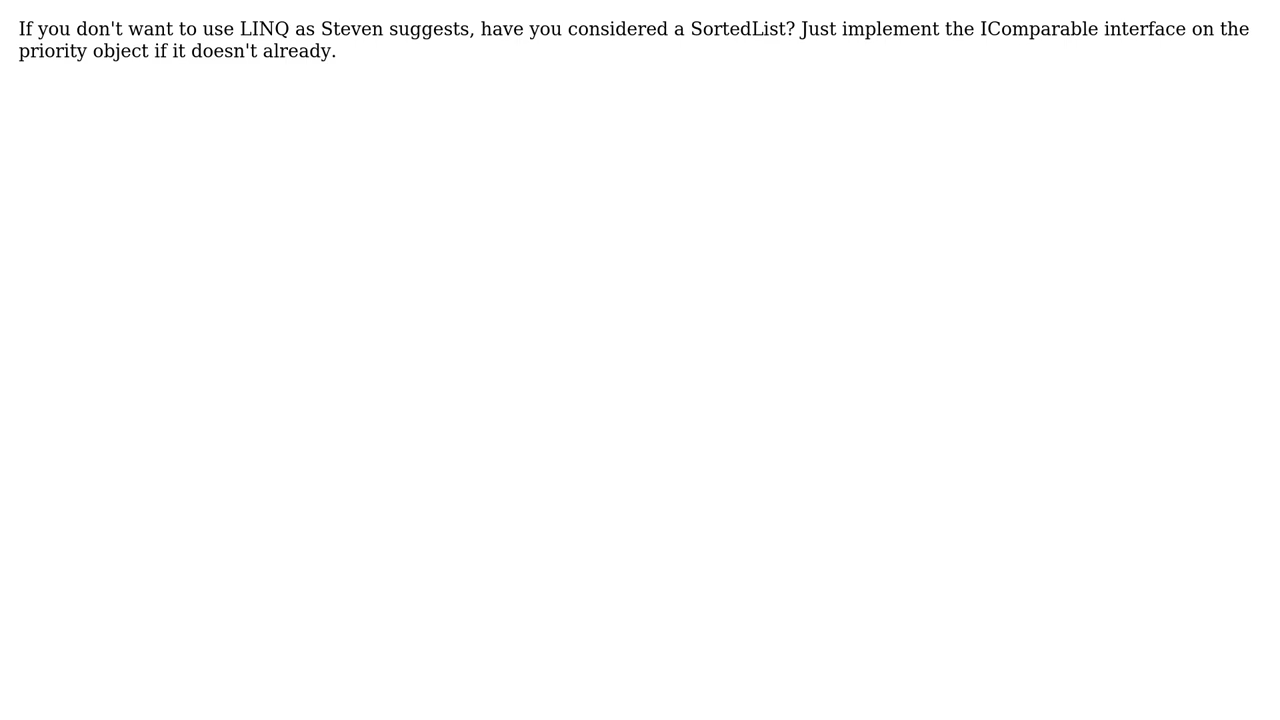 If you don't want to use LINQ as Steven suggests, have you considered a SortedList? Just implement the IComparable interface on the
priority object if it doesn't already.